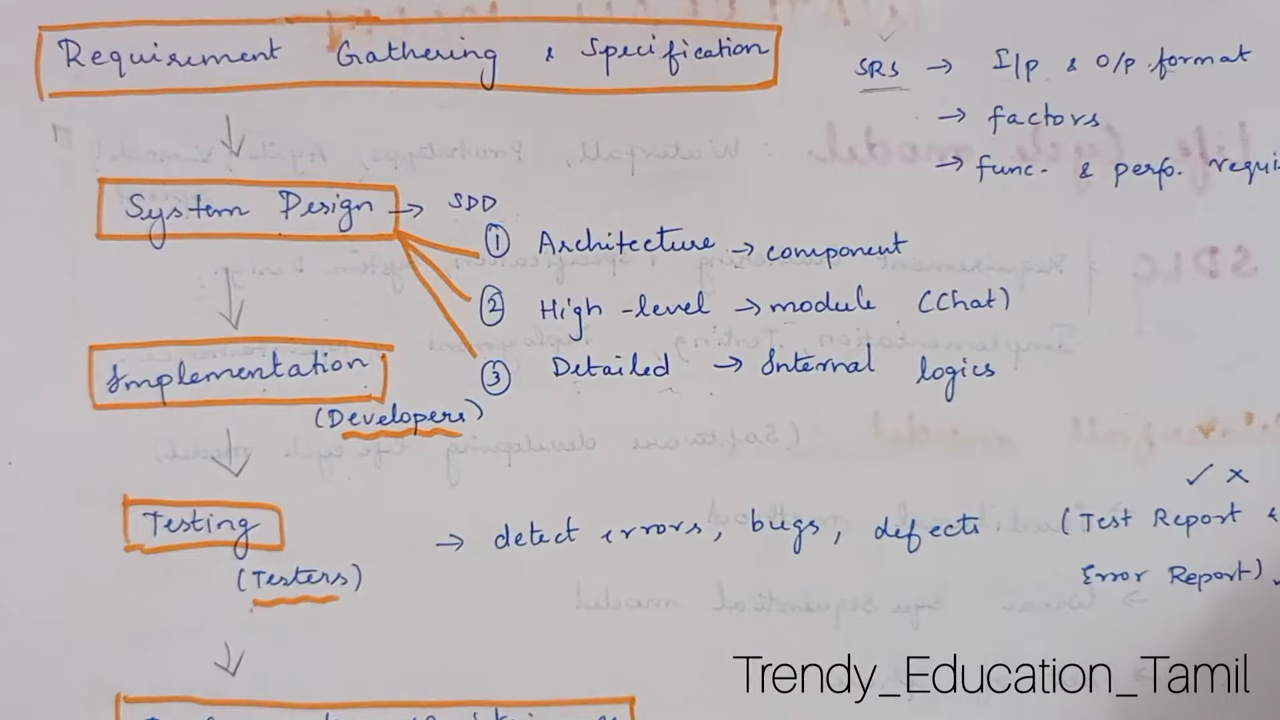 Requirement Gathering & Specification
SRS → I/p & O/p format
→ factors
→ func. & perfo. requi
System Design → SDD
① Architecture → component
② High-level → module (Chat)
③ Detailed → Internal logics
Implementation
(Developers)
✓ x
Testing → detect errors, bugs, defects (Test Report &
Error Report)
(Testers)
Trendy_Education_Tamil